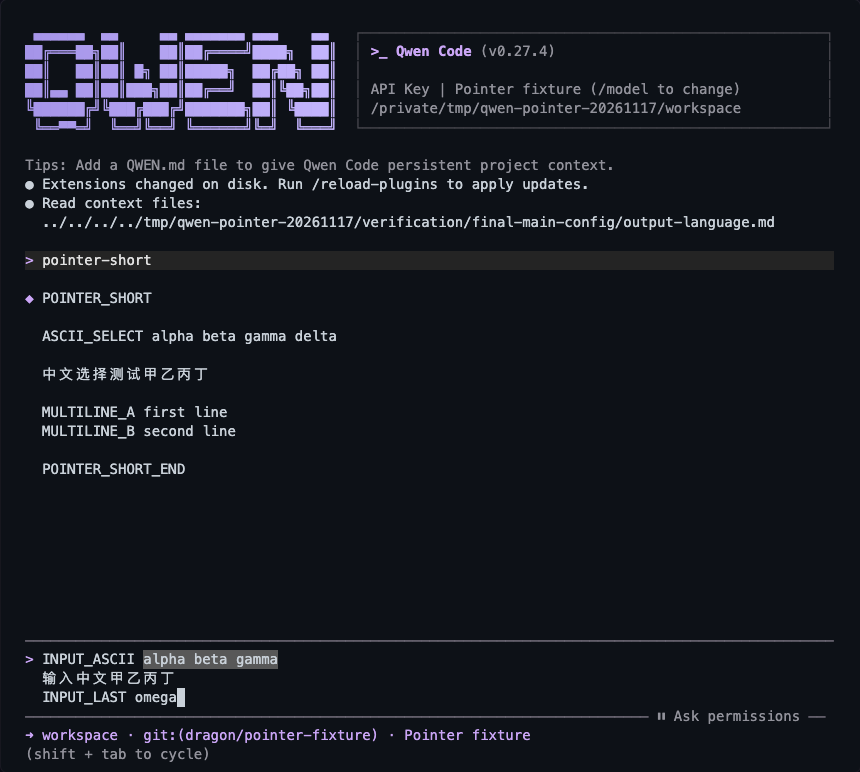 QWEN
>_ Qwen Code (v0.27.4)
API Key | Pointer fixture (/model to change)
/private/tmp/qwen-pointer-20261117/workspace
Tips: Add a QWEN.md file to give Qwen Code persistent project context.
● Extensions changed on disk. Run /reload-plugins to apply updates.
● Read context files:
../../../../tmp/qwen-pointer-20261117/verification/final-main-config/output-language.md
> pointer-short
◆ POINTER_SHORT
ASCII_SELECT alpha beta gamma delta
中文选择测试甲乙丙丁
MULTILINE_A first line
MULTILINE_B second line
POINTER_SHORT_END
> INPUT_ASCII alpha beta gamma
输入中文甲乙丙丁
INPUT_LAST omega
⏸ Ask permissions
➜ workspace · git:(dragon/pointer-fixture) · Pointer fixture
(shift + tab to cycle)